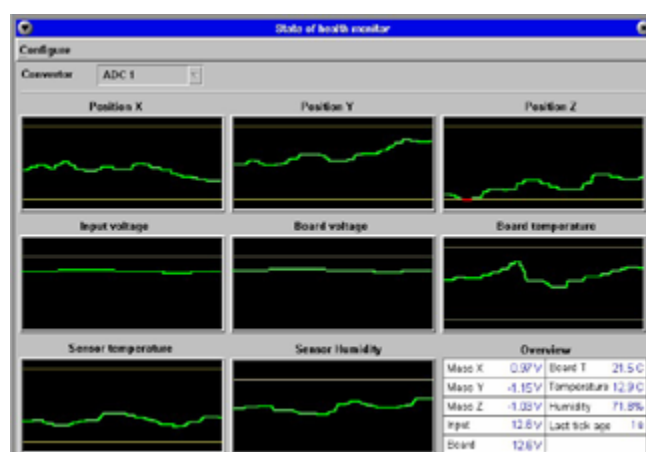 State of health monitor
Configure
Converter ADC 1
Position X Position Y Position Z
Input voltage Board voltage Board temperature
Sensor temperature Sensor Humidity Overview
Mass X 0.97V Board T 21.5C
Mass Y -1.15V Temperature 12.9C
Mass Z -1.03V Humidity 71.8%
Input 12.8V Last tick age 1s
Board 12.6V